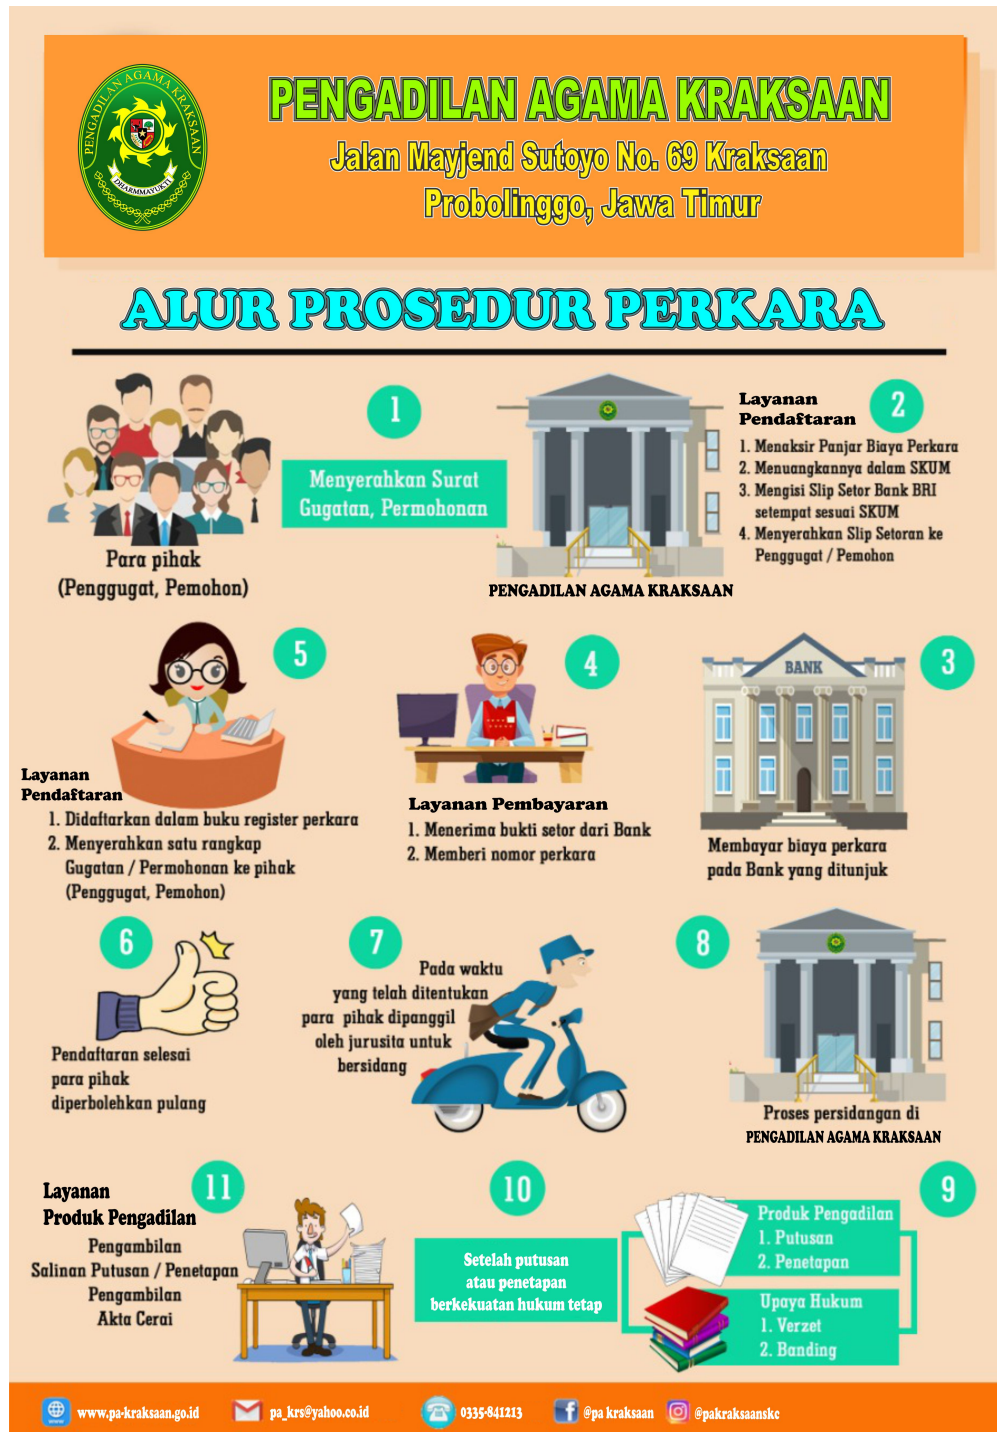 PENGADILAN AGAMA KRAKSAAN
DHARMMAYUKTI
PENGADILAN AGAMA KRAKSAAN
Jalan Mayjend Sutoyo No. 69 Kraksaan
Probolinggo, Jawa Timur
ALUR PROSEDUR PERKARA
Para pihak
(Penggugat, Pemohon)
1
Menyerahkan Surat
Gugatan, Permohonan
PENGADILAN AGAMA KRAKSAAN
2
Layanan
Pendaftaran
1. Menaksir Panjar Biaya Perkara
2. Menuangkannya dalam SKUM
3. Mengisi Slip Setor Bank BRI
setempat sesuai SKUM
4. Menyerahkan Slip Setoran ke
Penggugat / Pemohon
3
BANK
Membayar biaya perkara
pada Bank yang ditunjuk
4
Layanan Pembayaran
1. Menerima bukti setor dari Bank
2. Memberi nomor perkara
5
Layanan
Pendaftaran
1. Didaftarkan dalam buku register perkara
2. Menyerahkan satu rangkap
Gugatan / Permohonan ke pihak
(Penggugat, Pemohon)
6
Pendaftaran selesai
para pihak
diperbolehkan pulang
7
Pada waktu
yang telah ditentukan
para pihak dipanggil
oleh jurusita untuk
bersidang
8
Proses persidangan di
PENGADILAN AGAMA KRAKSAAN
9
Produk Pengadilan
1. Putusan
2. Penetapan
Upaya Hukum
1. Verzet
2. Banding
10
Setelah putusan
atau penetapan
berkekuatan hukum tetap
11
Layanan
Produk Pengadilan
Pengambilan
Salinan Putusan / Penetapan
Pengambilan
Akta Cerai
www
www.pa-kraksaan.go.id
pa_krs@yahoo.co.id
0335-841213
@pa kraksaan
@pakraksaanskc